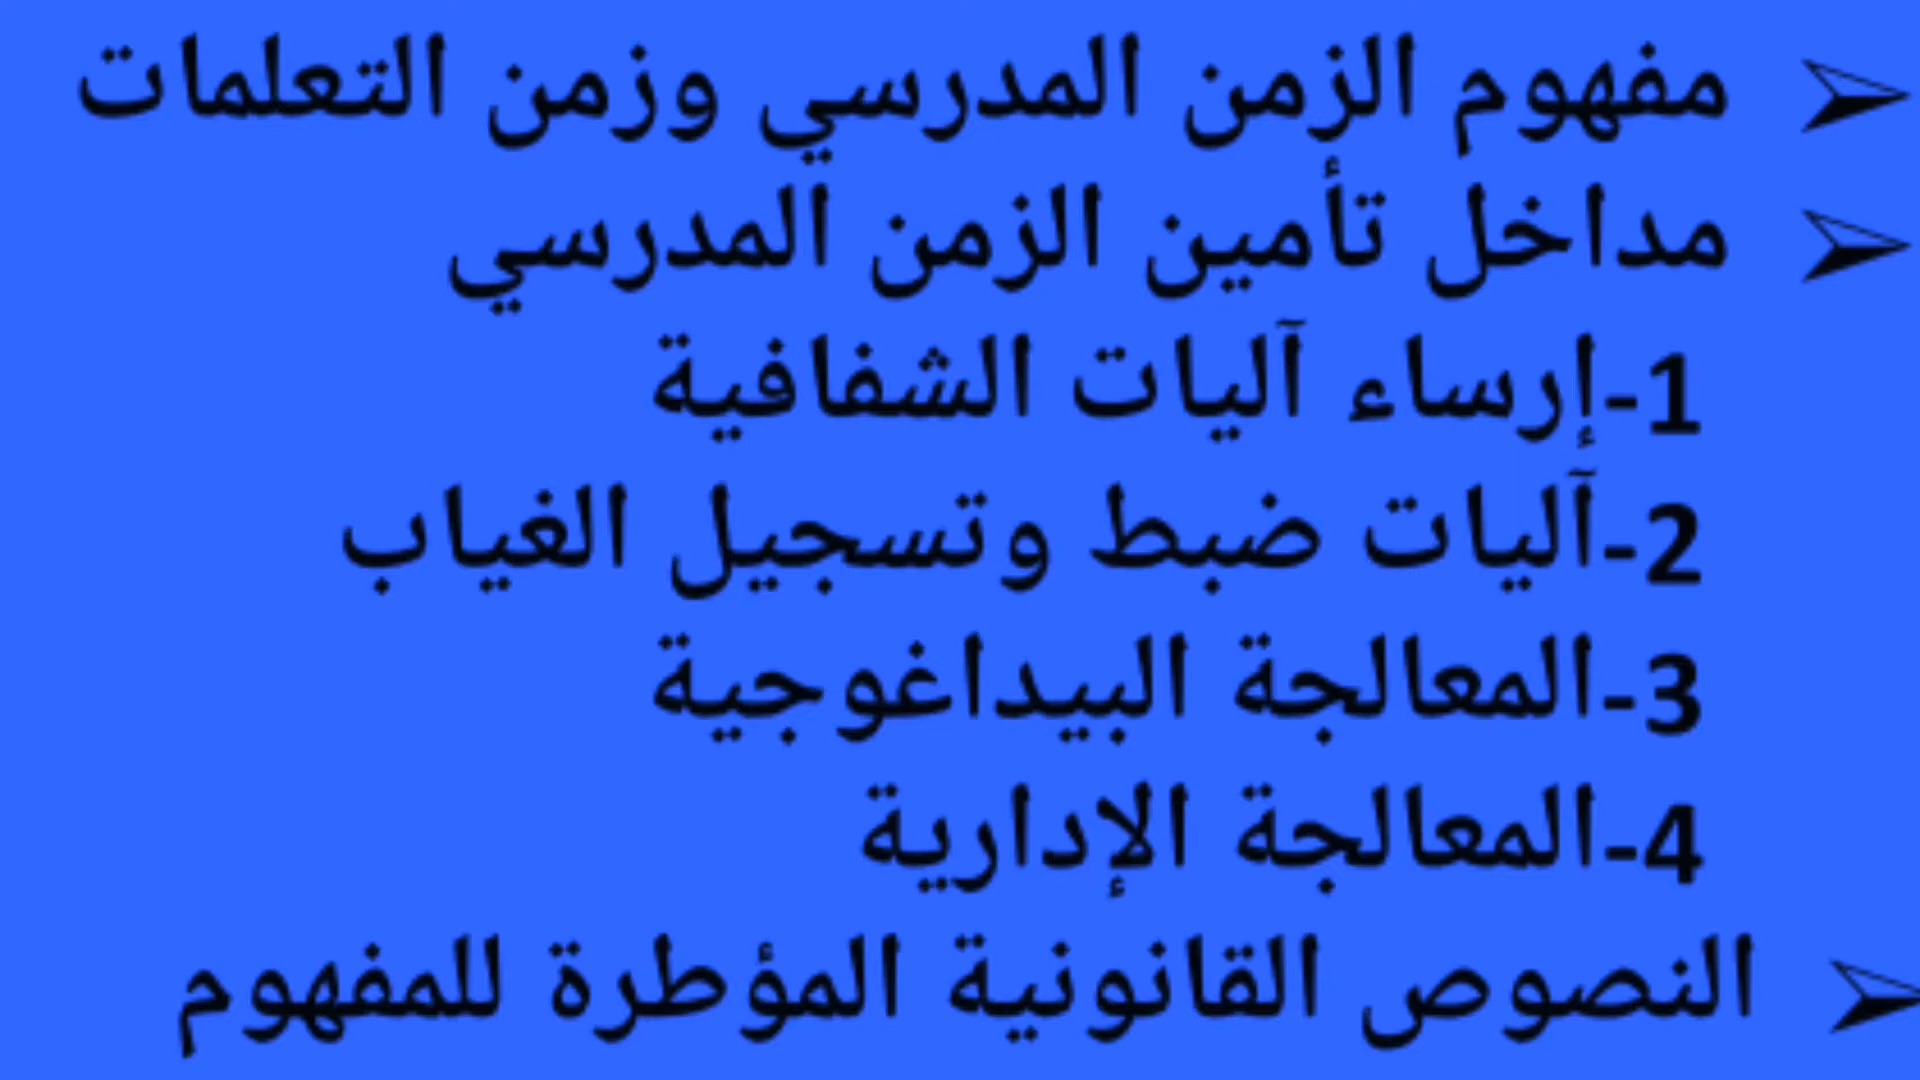 مفهوم الزمن المدرسي وزمن التعلمات
مداخل تأمين الزمن المدرسي
1-إرساء آليات الشفافية
2-آليات ضبط وتسجيل الغياب
3-المعالجة البيداغوجية
4-المعالجة الإدارية
النصوص القانونية المؤطرة للمفهوم